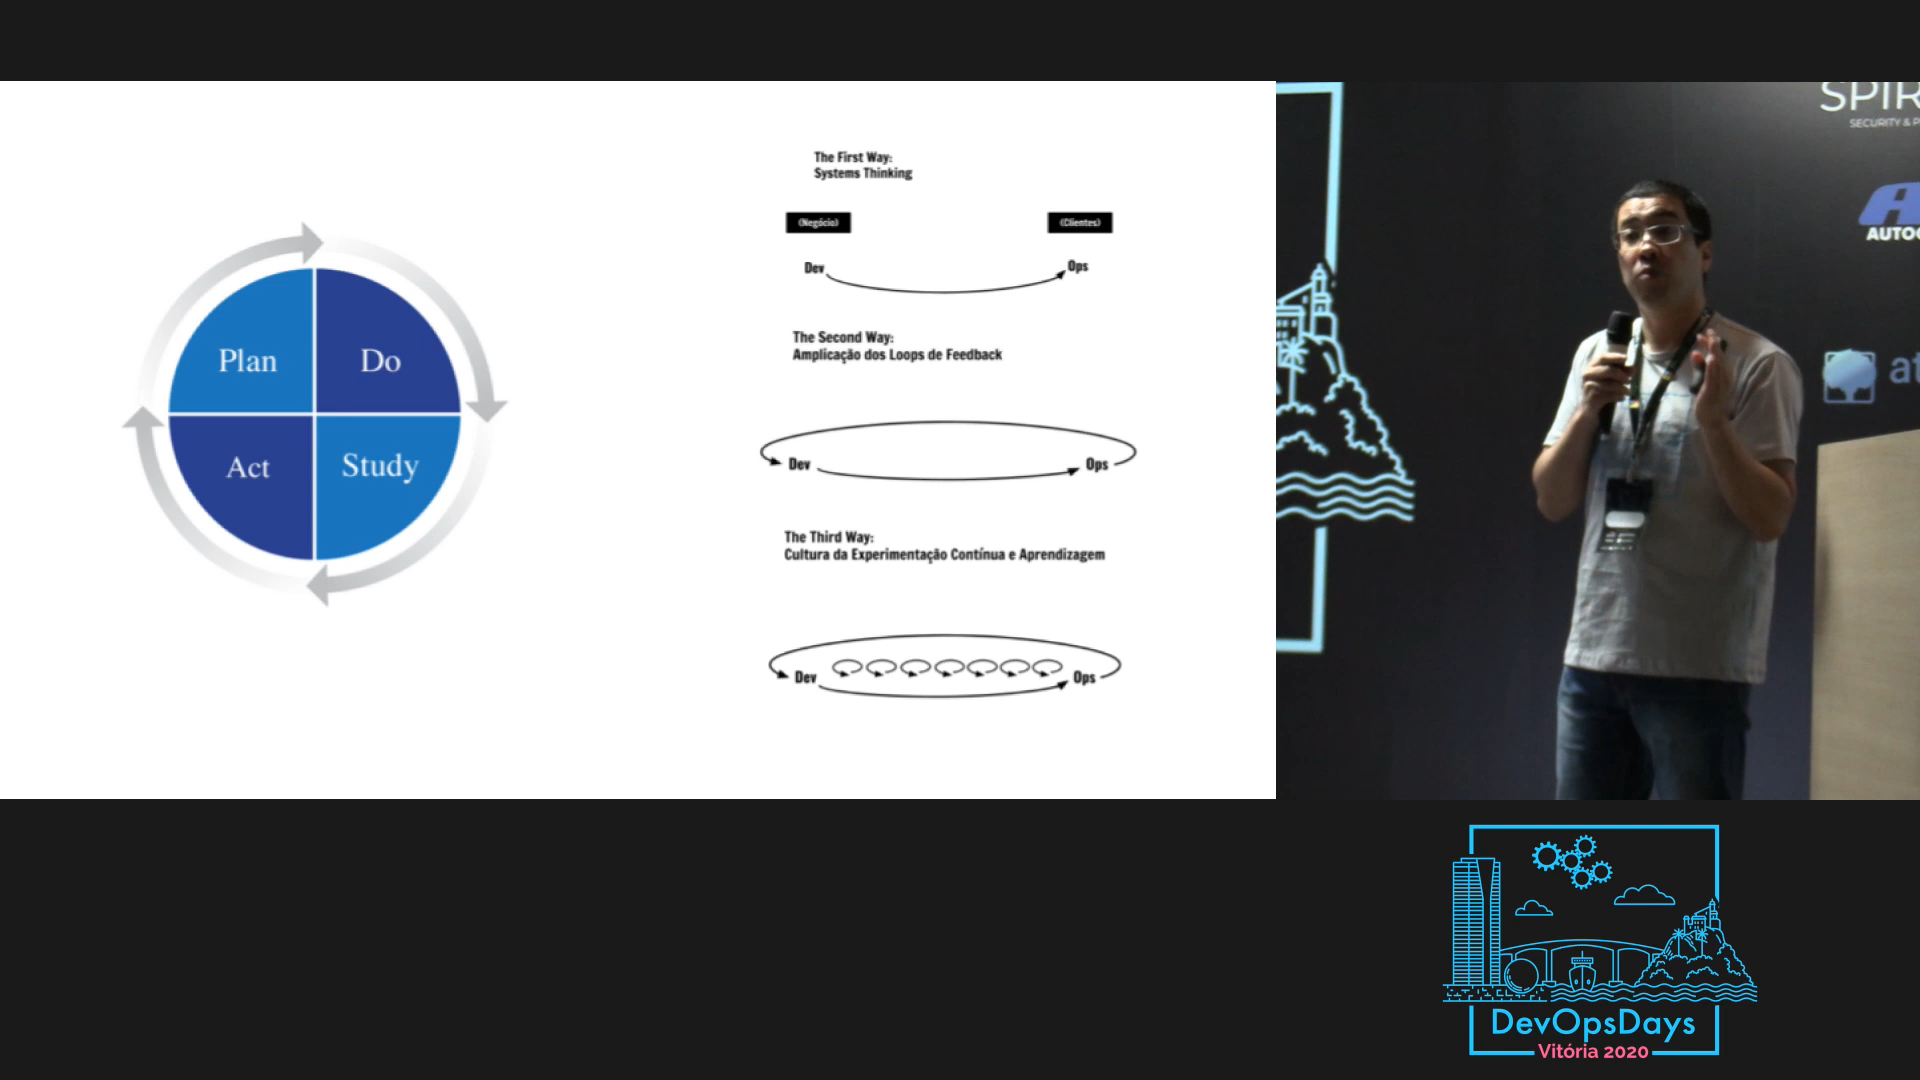 Plan
Do
Act
Study
The First Way:
Systems Thinking
(Negócio)
(Clientes)
Dev
Ops
The Second Way:
Amplicação dos Loops de Feedback
Dev
Ops
The Third Way:
Cultura da Experimentação Contínua e Aprendizagem
Dev
Ops
SPIR
SECURITY & P
AUTO
at
DevOpsDays
Vitória 2020